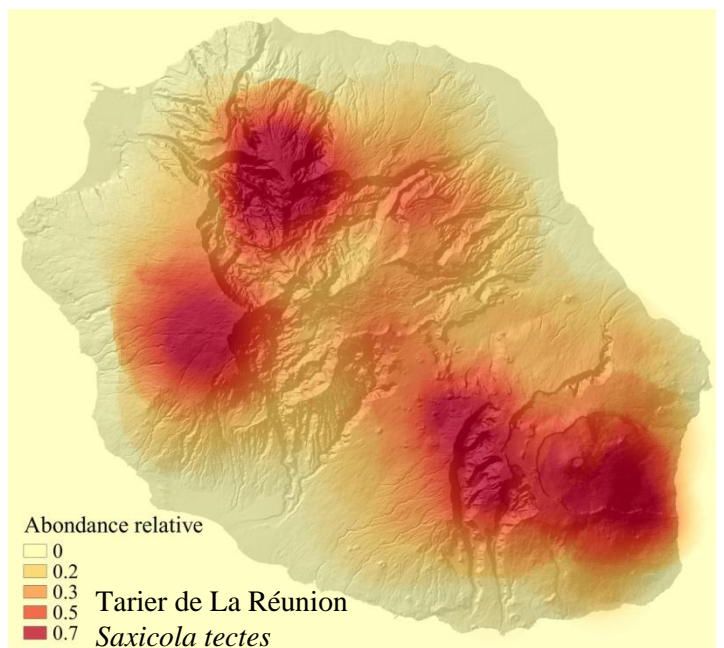 Abondance relative
0
0.2
0.3
0.5
0.7
Tarier de La Réunion
Saxicola tectes